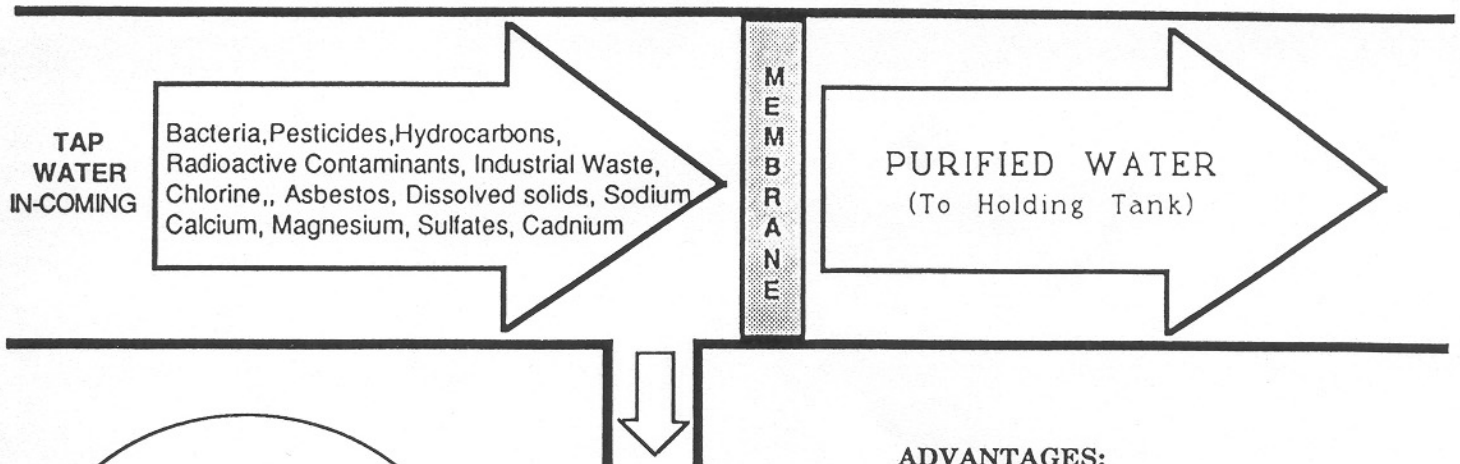 TAP
WATER
IN-COMING
Bacteria,Pesticides,Hydrocarbons,
Radioactive Contaminants, Industrial Waste,
Chlorine,, Asbestos, Dissolved solids, Sodium
Calcium, Magnesium, Sulfates, Cadnium
MEMBRANE
PURIFIED WATER
(To Holding Tank)
ADVANTAGES: